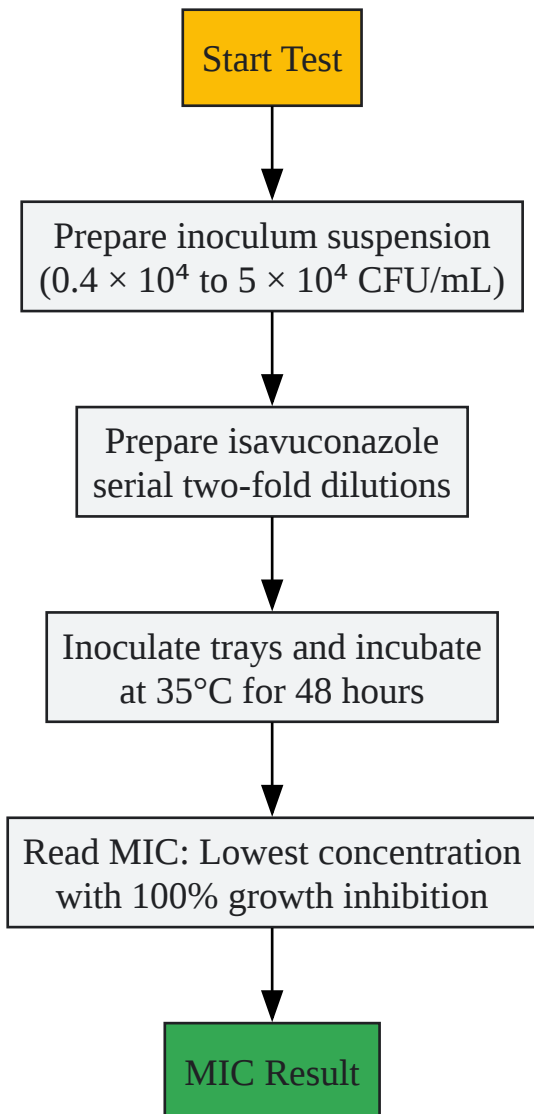 Start Test
Prepare inoculum suspension
(0.4 × 10⁴ to 5 × 10⁴ CFU/mL)
Prepare isavuconazole
serial two-fold dilutions
Inoculate trays and incubate
at 35°C for 48 hours
Read MIC: Lowest concentration
with 100% growth inhibition
MIC Result